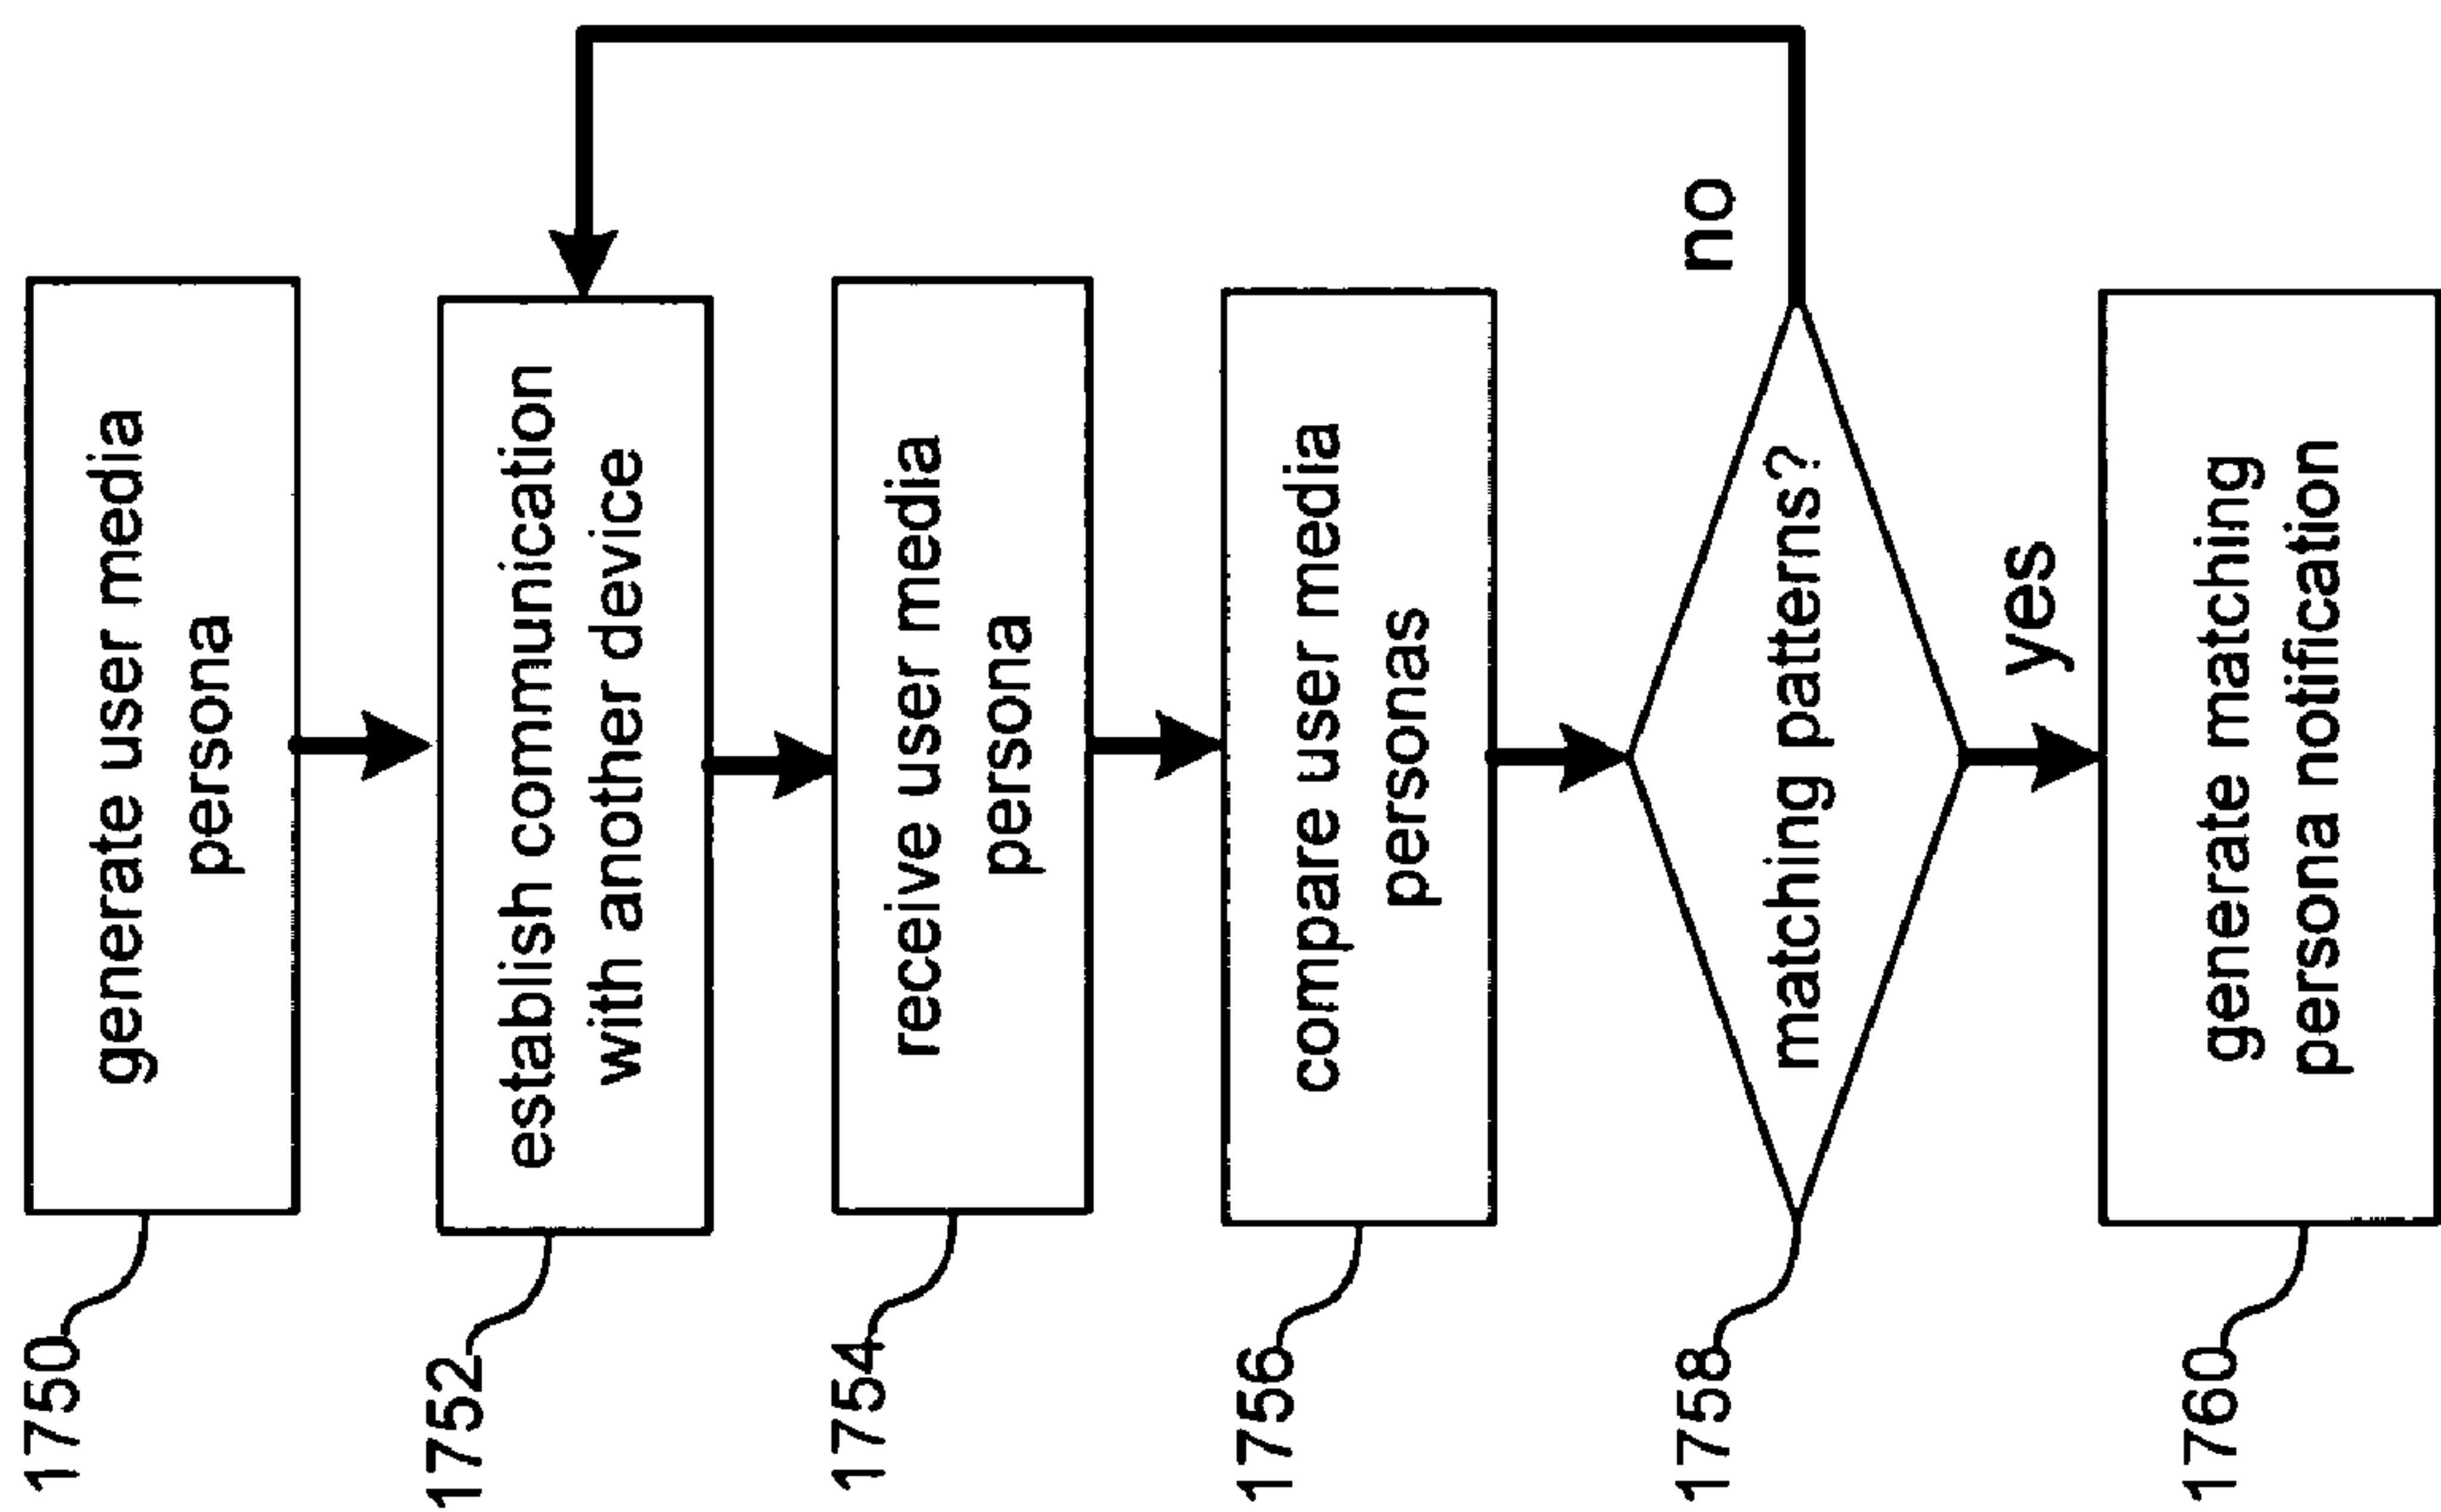 1750
generate user media
persona
1752
establish communication
with another device
1754
receive user media
persona
1756
compare user media
personas
1758
matching patterns?
no
yes
1760
generate matching
persona notification